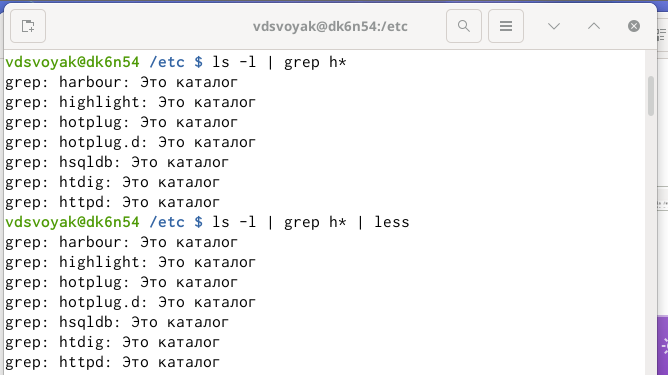 vdsvoyak@dk6n54:/etc
vdsvoyak@dk6n54 /etc $ ls -l | grep h*
grep: harbour: Это каталог
grep: highlight: Это каталог
grep: hotplug: Это каталог
grep: hotplug.d: Это каталог
grep: hsqldb: Это каталог
grep: htdig: Это каталог
grep: httpd: Это каталог
vdsvoyak@dk6n54 /etc $ ls -l | grep h* | less
grep: harbour: Это каталог
grep: highlight: Это каталог
grep: hotplug: Это каталог
grep: hotplug.d: Это каталог
grep: hsqldb: Это каталог
grep: htdig: Это каталог
grep: httpd: Это каталог